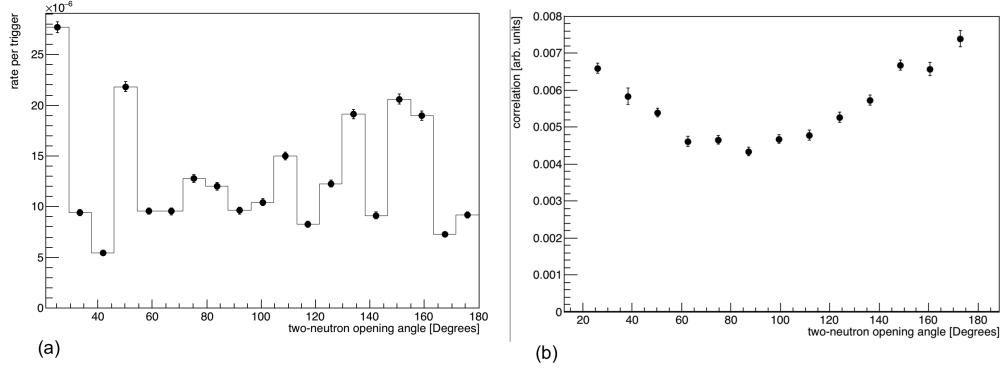 ×10⁻⁶
rate per trigger
25
20
15
10
5
0
40 60 80 100 120 140 160 180
two-neutron opening angle [Degrees]
(a)
correlation [arb. units]
0.008
0.007
0.006
0.005
0.004
0.003
0.002
0.001
0
20 40 60 80 100 120 140 160 180
two-neutron opening angle [Degrees]
(b)